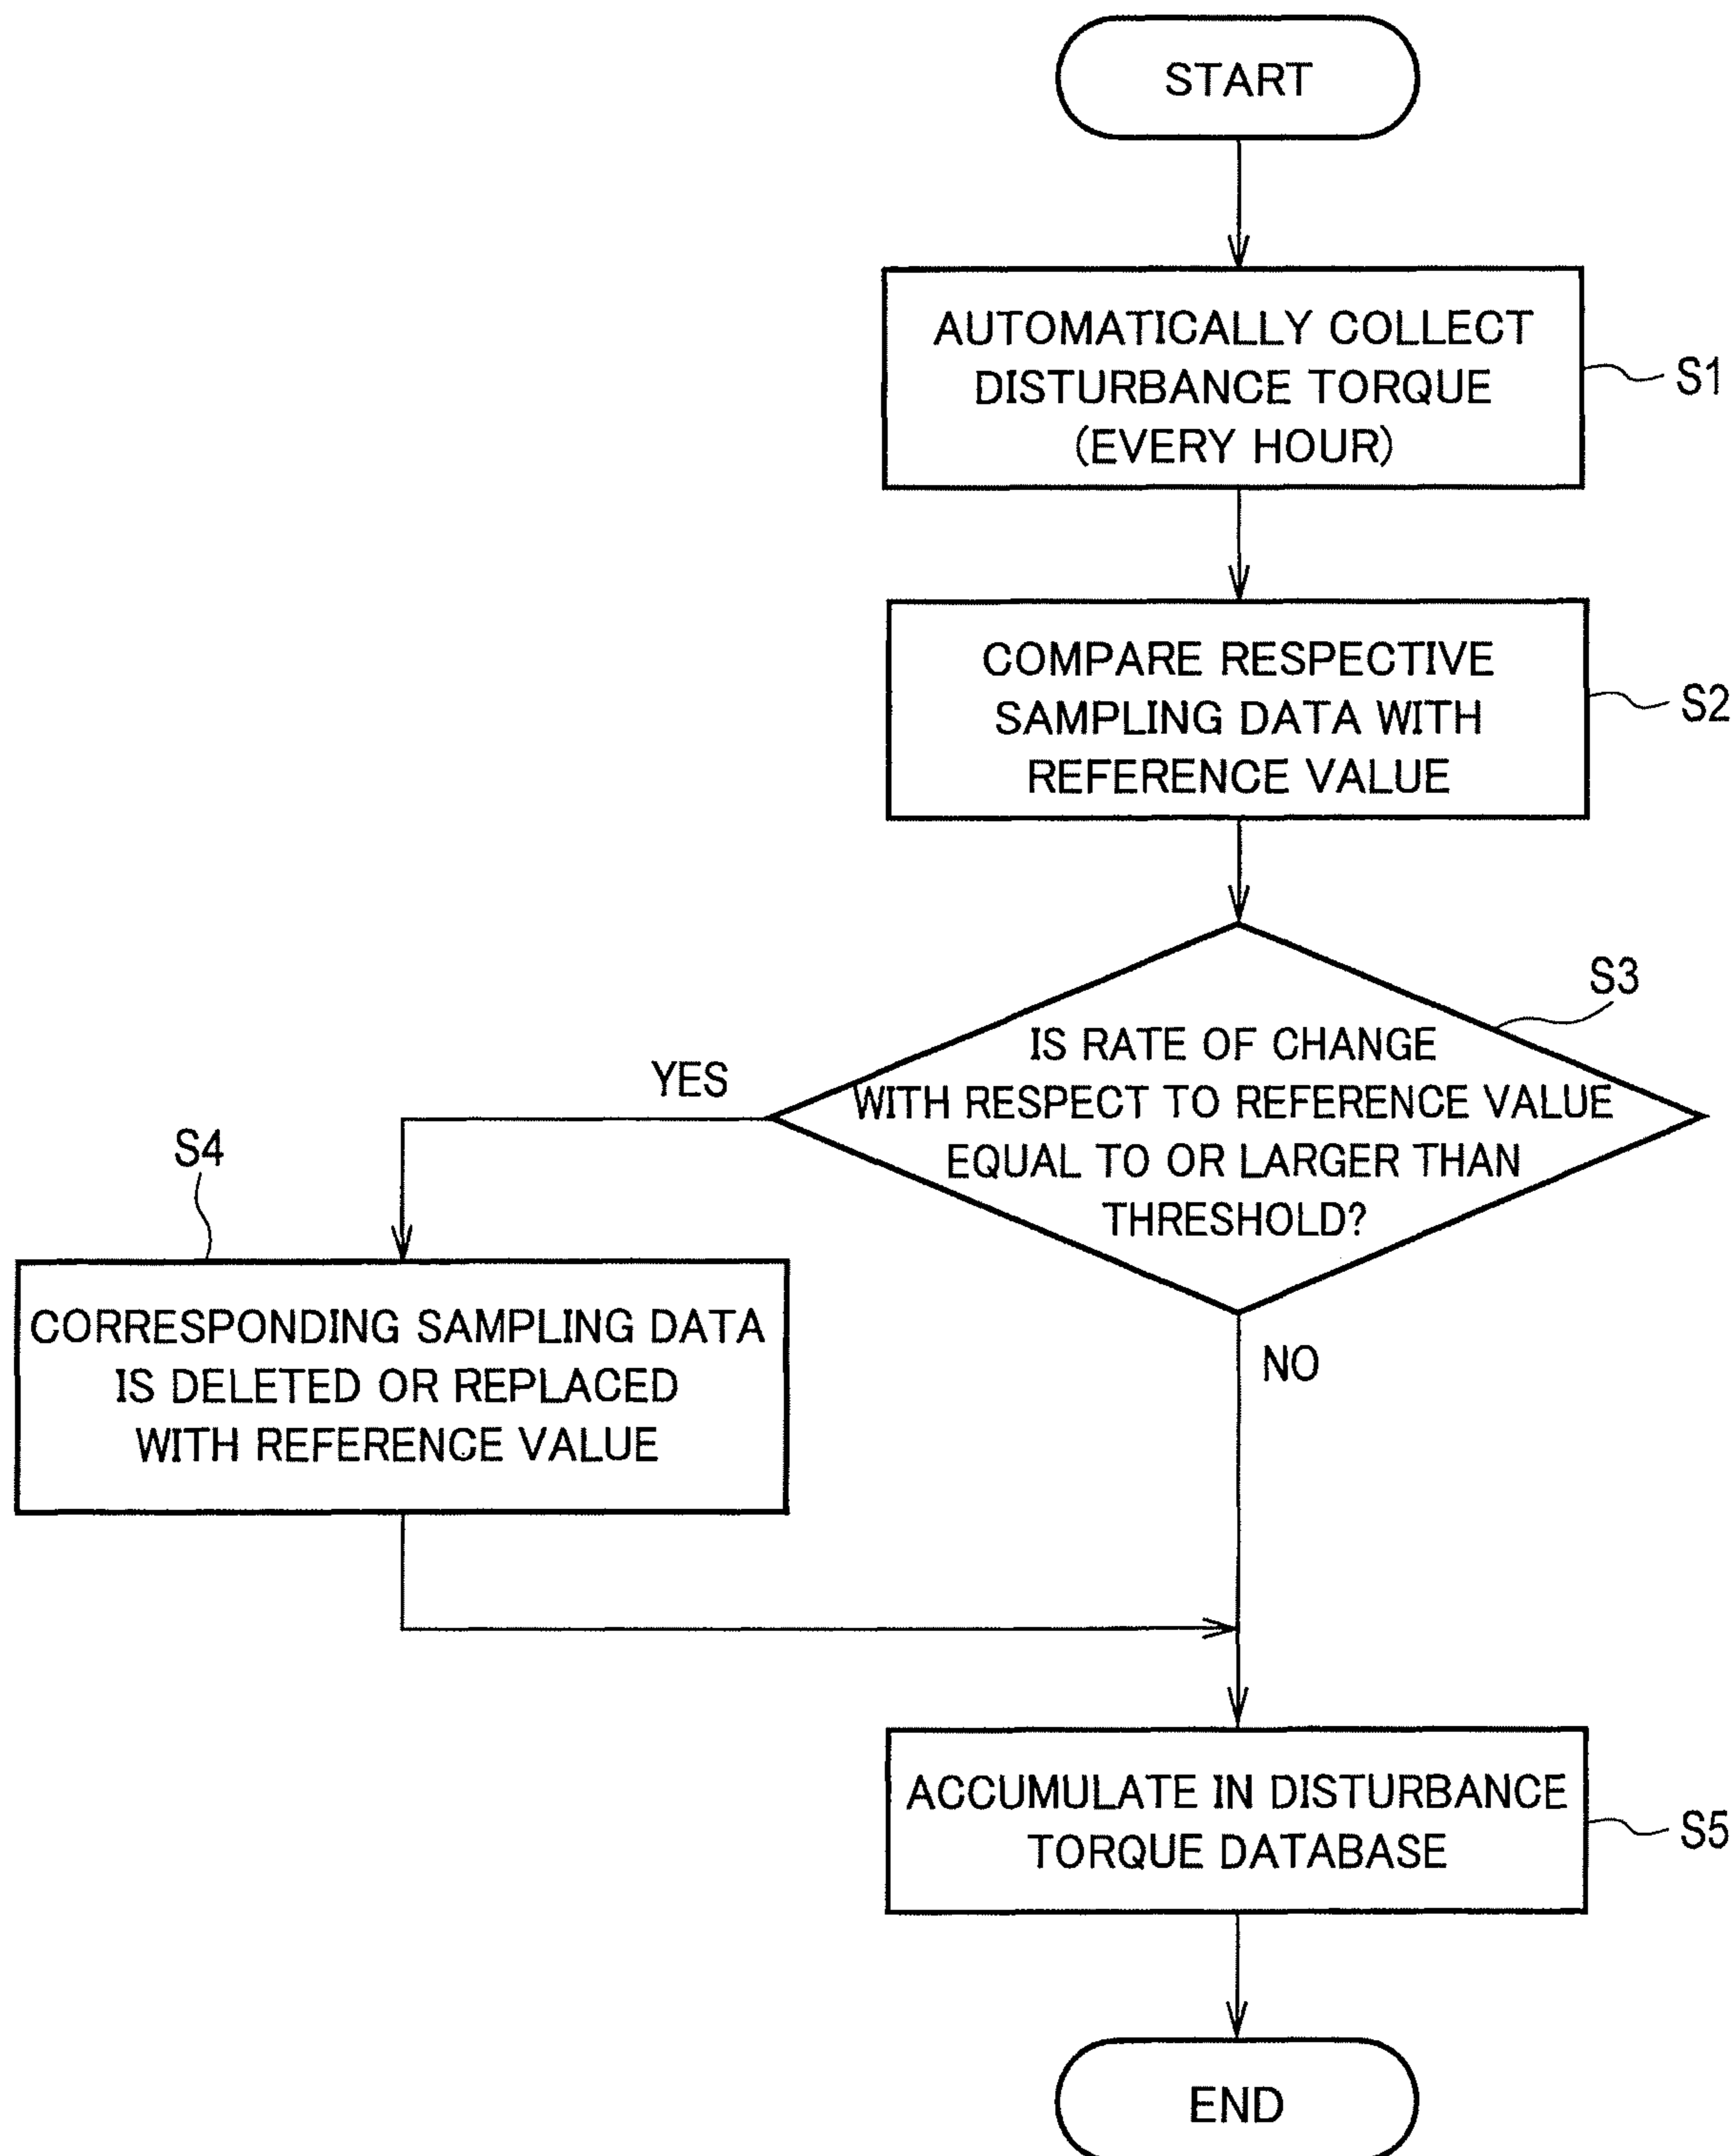 START
AUTOMATICALLY COLLECT
DISTURBANCE TORQUE
(EVERY HOUR)
S1
COMPARE RESPECTIVE
SAMPLING DATA WITH
REFERENCE VALUE
S2
S3
IS RATE OF CHANGE
WITH RESPECT TO REFERENCE VALUE
EQUAL TO OR LARGER THAN
THRESHOLD?
YES
NO
S4
CORRESPONDING SAMPLING DATA
IS DELETED OR REPLACED
WITH REFERENCE VALUE
ACCUMULATE IN DISTURBANCE
TORQUE DATABASE
S5
END